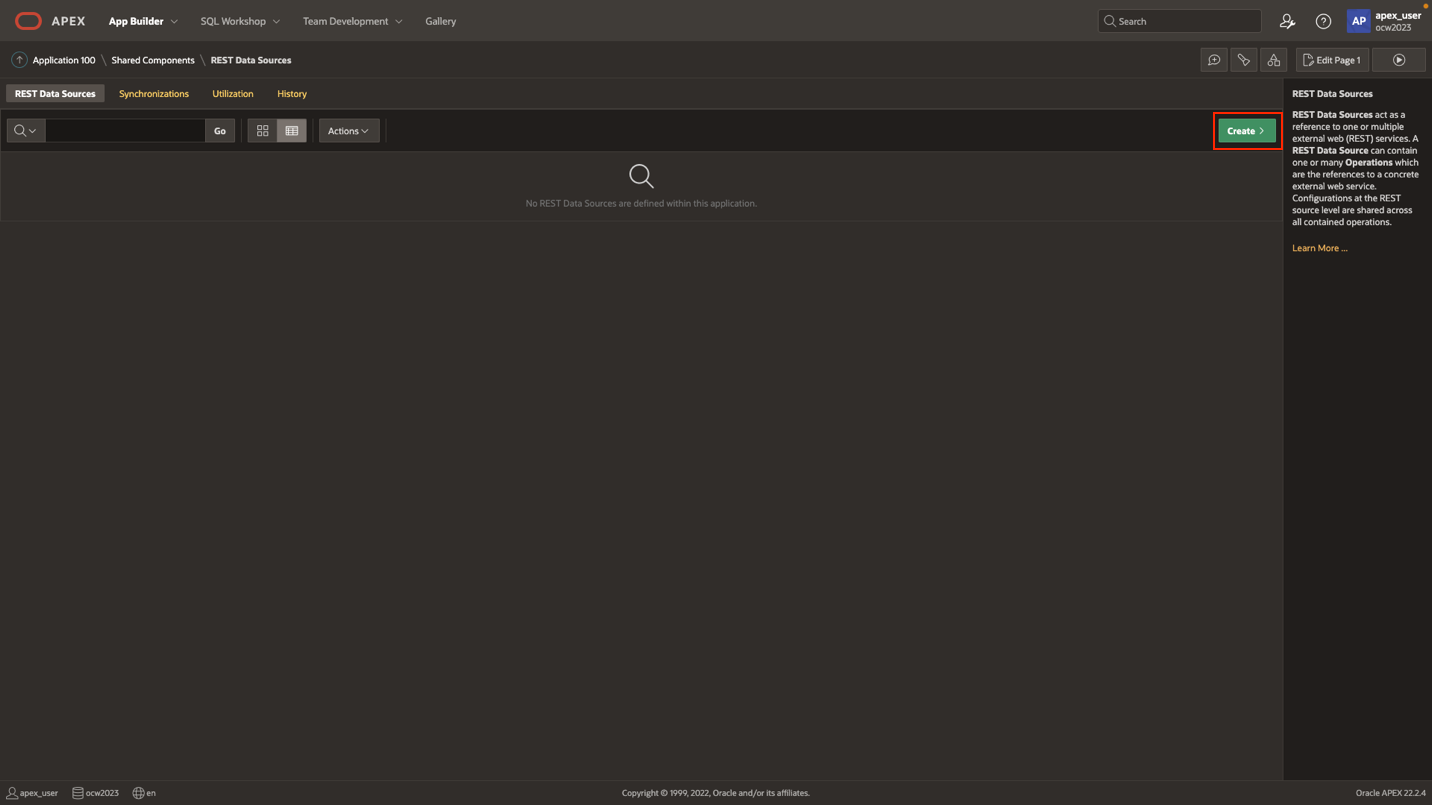 APEX App Builder SQL Workshop Team Development Gallery Search AP apex_user
ocw2023
Application 100 \ Shared Components \ REST Data Sources Edit Page 1
REST Data Sources Synchronizations Utilization History
Go Actions Create
No REST Data Sources are defined within this application.
REST Data Sources
REST Data Sources act as a
reference to one or multiple
external web (REST) services. A
REST Data Source can contain
one or many Operations which
are the references to a concrete
external web service.
Configurations at the REST
source level are shared across
all contained operations.
Learn More ...
apex_user ocw2023 en Copyright © 1999, 2022, Oracle and/or its affiliates. Oracle APEX 22.2.4